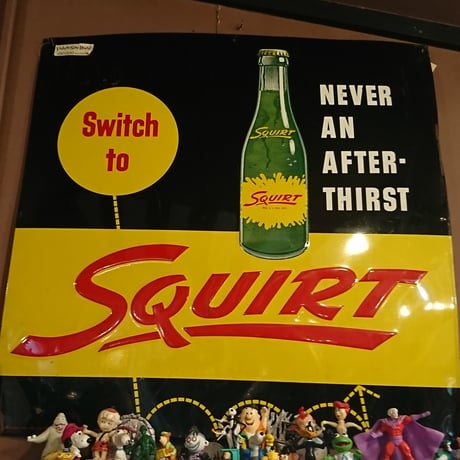 Switch
to
NEVER
AN
AFTER-
THIRST
SQUIRT
SQUIRT
SQUIRT